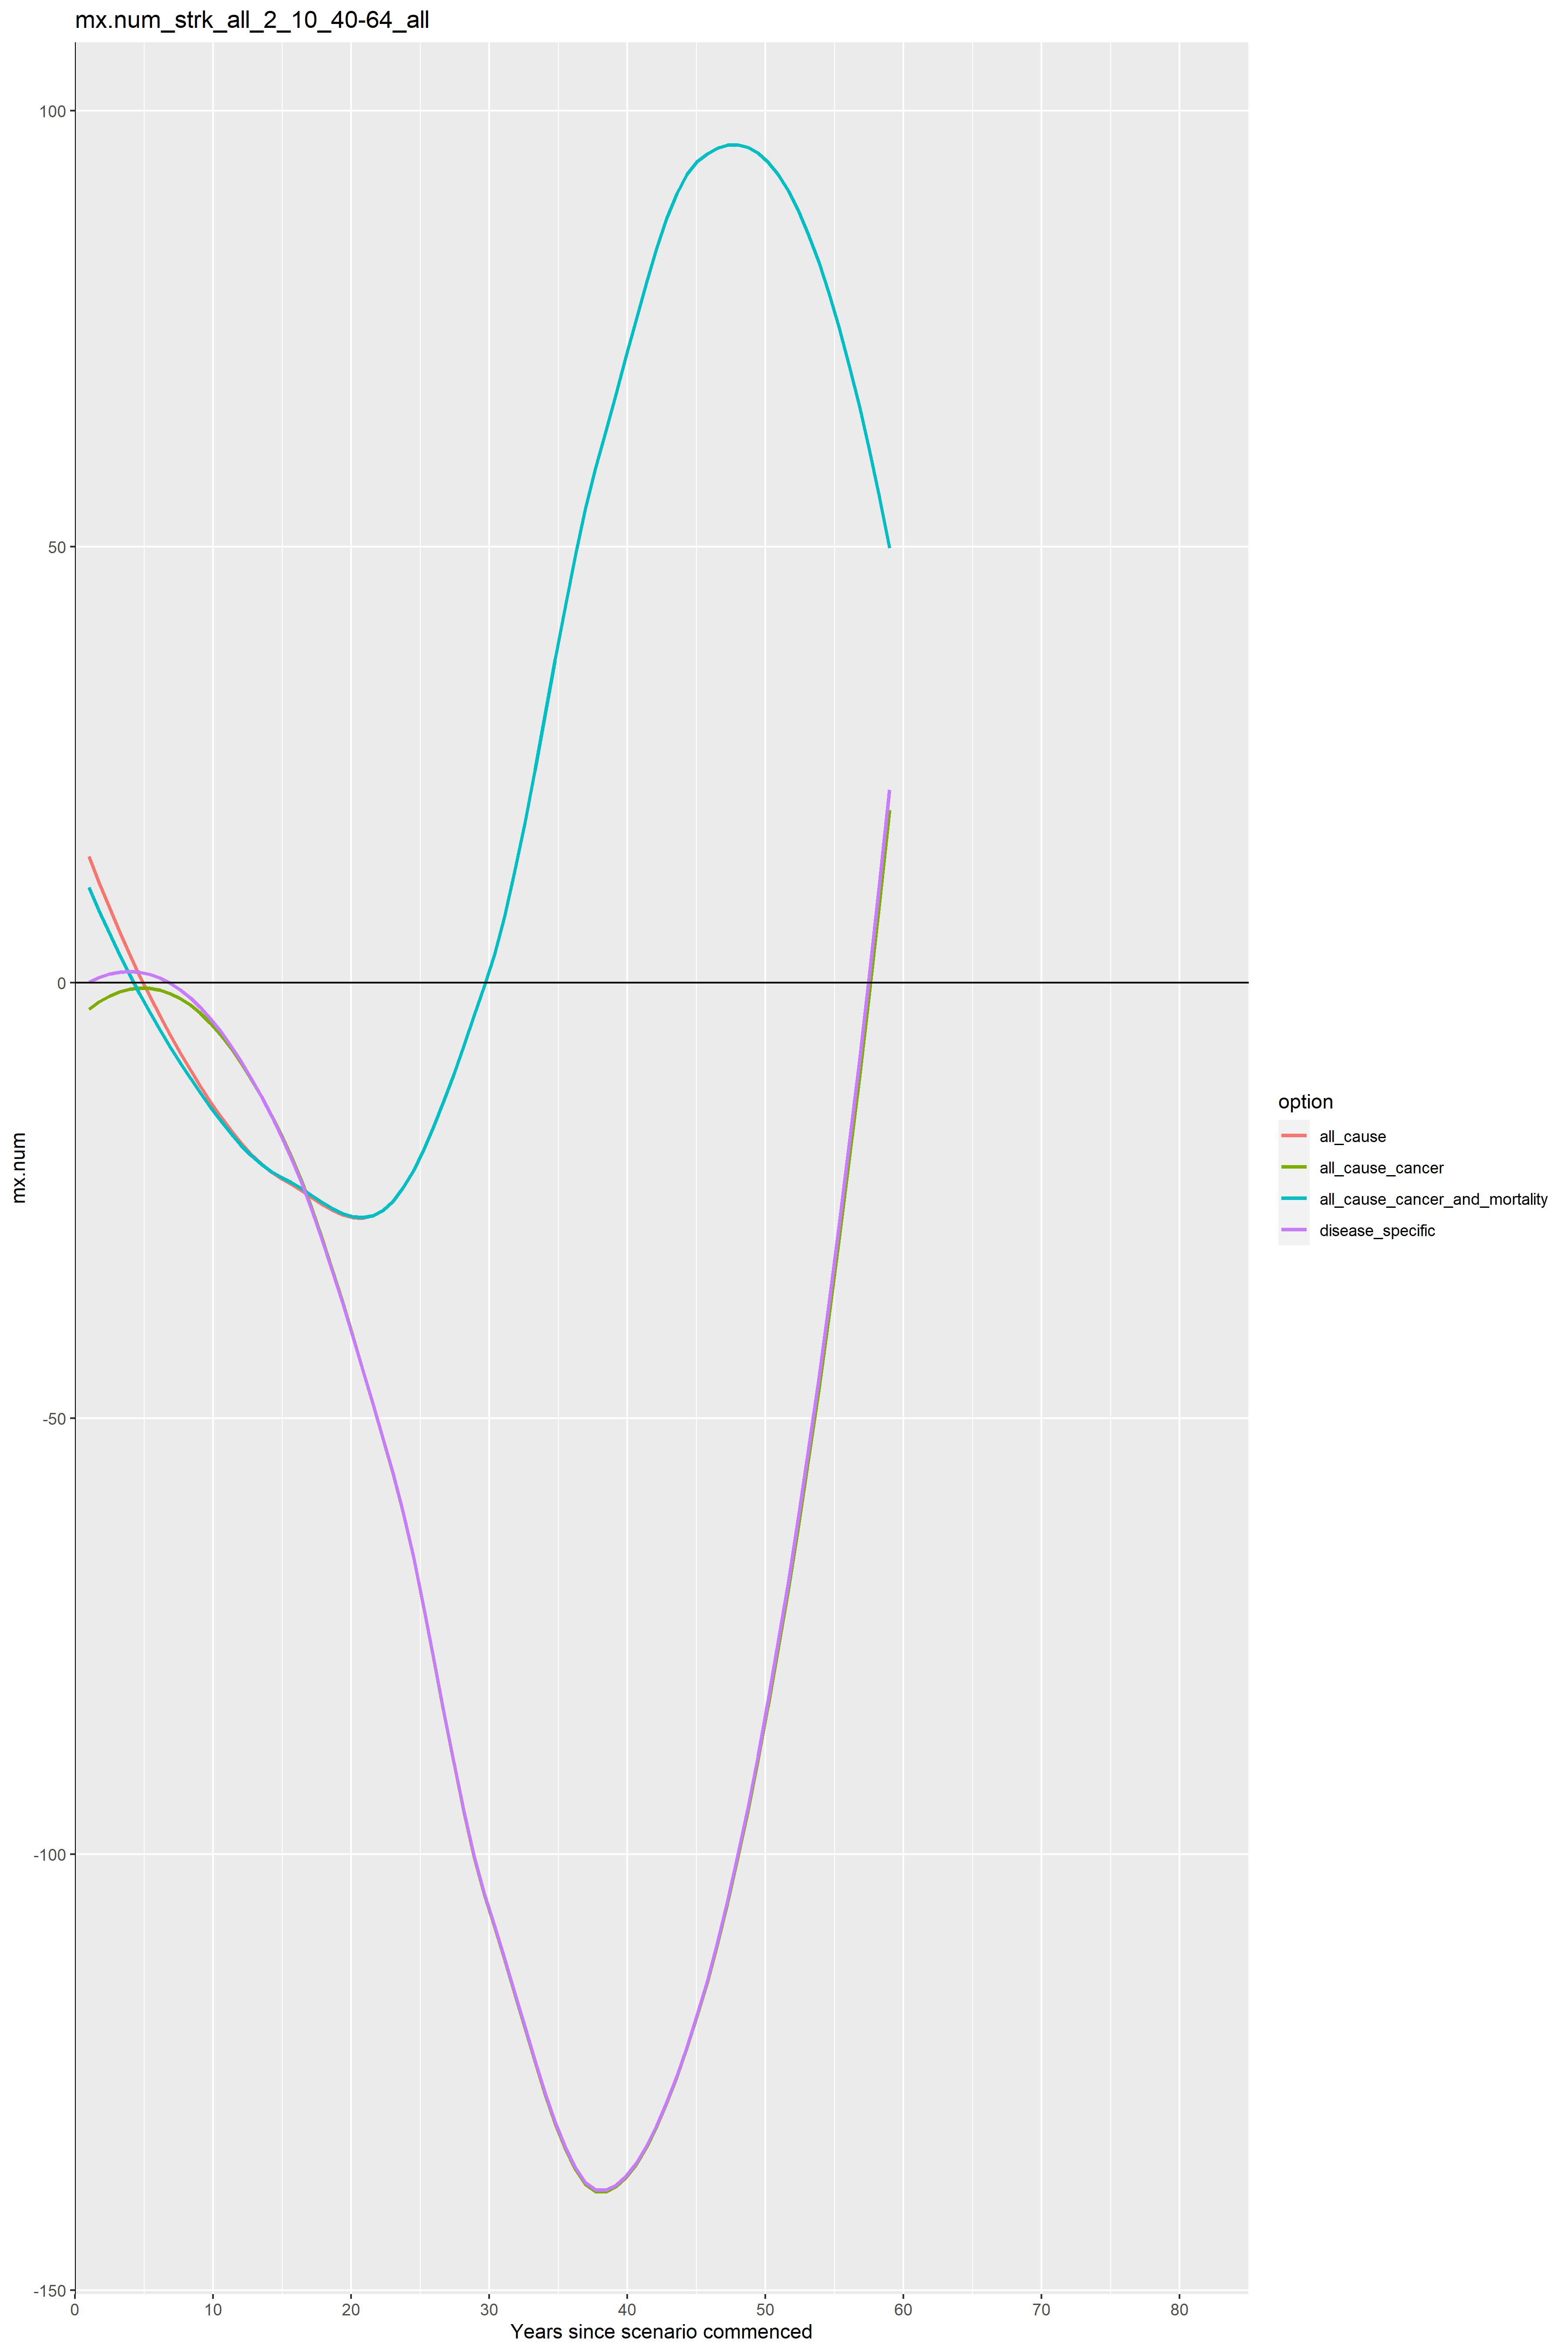 mx.num_strk_all_2_10_40-64_all
100
50
0
-50
-100
-150
mx.num
0 10 20 30 40 50 60 70 80
Years since scenario commenced
option
all_cause
all_cause_cancer
all_cause_cancer_and_mortality
disease_specific